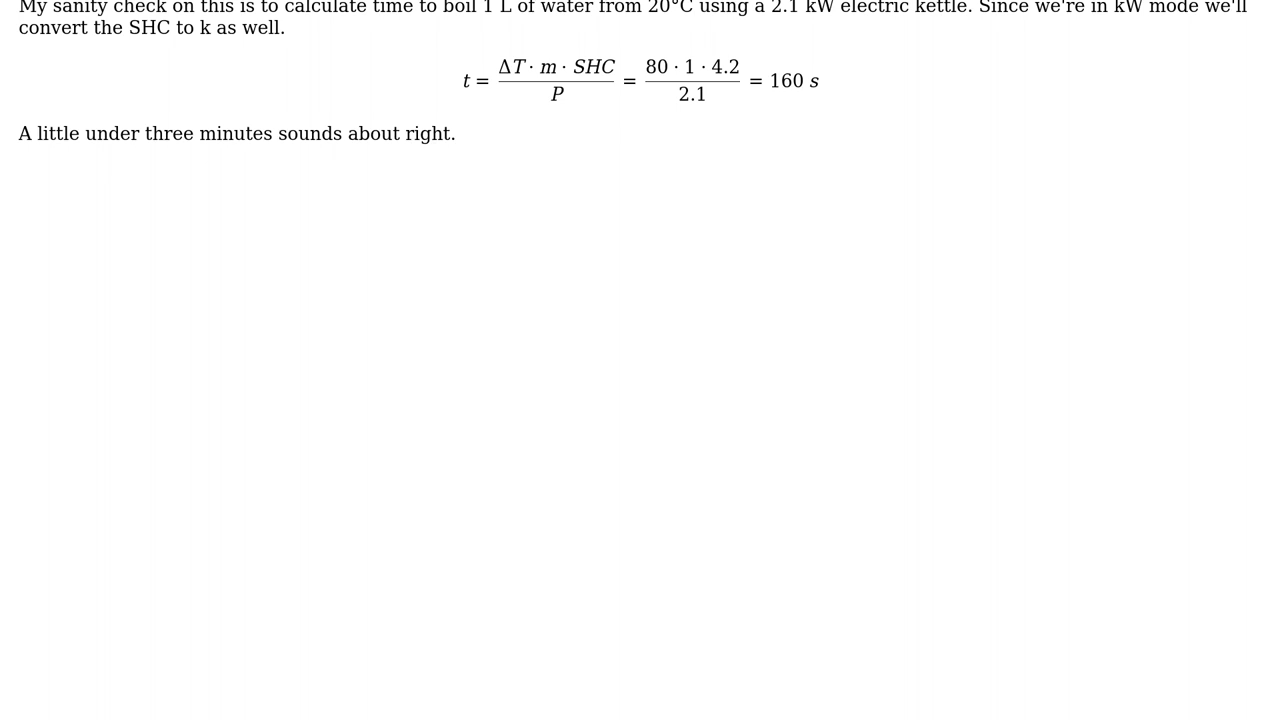 My sanity check on this is to calculate time to boil 1 L of water from 20°C using a 2.1 kW electric kettle. Since we're in kW mode we'll
convert the SHC to k as well.
t = ΔT · m · SHC / P = 80 · 1 · 4.2 / 2.1 = 160 s
A little under three minutes sounds about right.